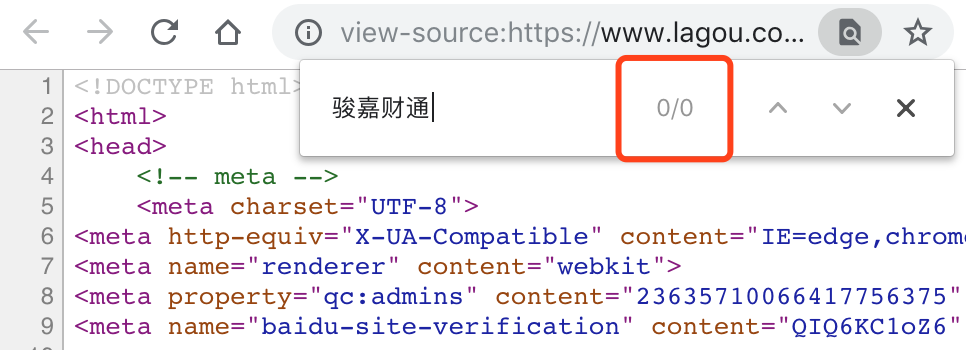 view-source:https://www.lagou.co...
骏嘉财通
0/0
1 <!DOCTYPE html>
2 <html>
3 <head>
4 <!-- meta -->
5 <meta charset="UTF-8">
6 <meta http-equiv="X-UA-Compatible" content="IE=edge,chrome
7 <meta name="renderer" content="webkit">
8 <meta property="qc:admins" content="23635710066417756375"
9 <meta name="baidu-site-verification" content="QIQ6KC1oZ6"